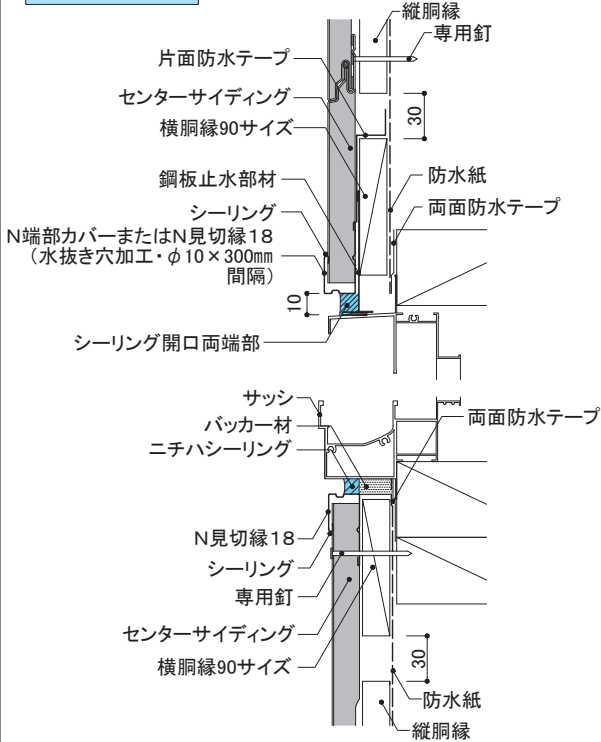 縦胴縁
専用釘
片面防水テープ
センターサイディング
横胴縁90サイズ
30
鋼板止水部材
防水紙
シーリング
両面防水テープ
N端部カバーまたはN見切縁18
（水抜き穴加工・φ10×300㎜
間隔）
10
シーリング開口両端部
サッシ
バッカー材
両面防水テープ
ニチハシーリング
N見切縁18
シーリング
専用釘
センターサイディング
横胴縁90サイズ
30
防水紙
縦胴縁